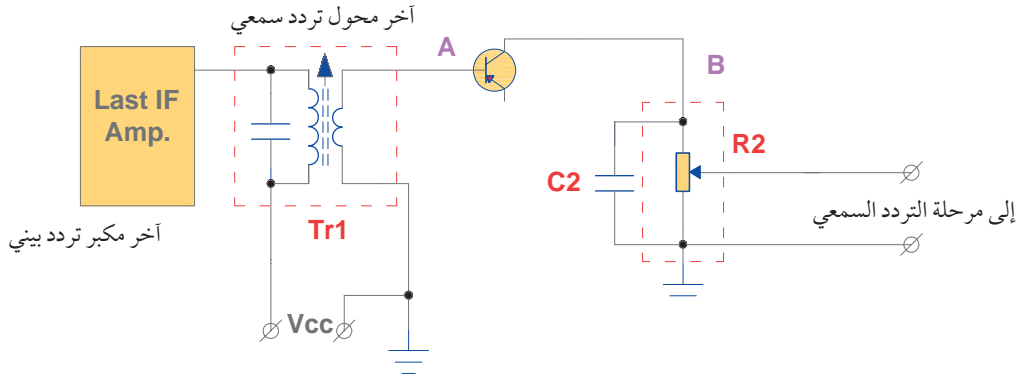 آخر محول تردد سمعي
A
B
Last IF
Amp.
R2
C2
إلى مرحلة التردد السمعي
آخر مكبر تردد بيني
Tr1
Vcc